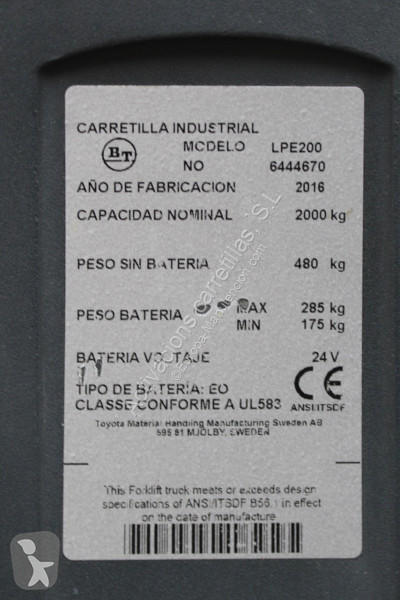 CARRETILLA INDUSTRIAL
BT MODELO LPE200
NO 6444670
AÑO DE FABRICACION 2016
CAPACIDAD NOMINAL 2000 kg
PESO SIN BATERIA 480 kg
PESO BATERIA MAX 285 kg
MIN 175 kg
BATERIA VOLTAJE 24 V
TIPO DE BATERIA: EO
CLASSE CONFORME A UL583 CE
ANSI/ITSDF
Toyota Material Handling Manufacturing Sweden AB
595 81 MJÖLBY, SWEDEN
This Forklift truck meets or exceeds design
specifications of ANSI/ITSDF B56.1 in effect
on the date of manufacture
carretillas, S.L